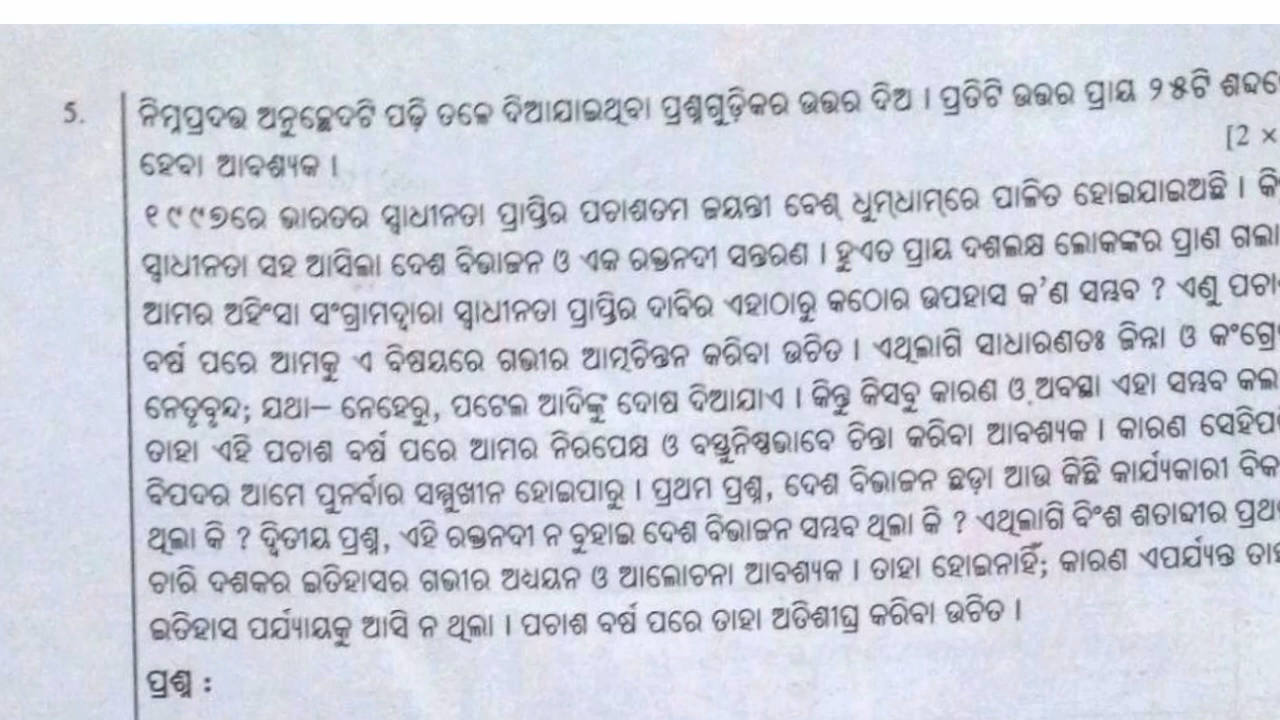 5. ନିମ୍ନପ୍ରଦତ୍ତ ଅନୁଚ୍ଛେଦଟି ପଢ଼ି ତଳେ ଦିଆଯାଇଥିବା ପ୍ରଶ୍ନଗୁଡ଼ିକର ଉତ୍ତର ଦିଅ । ପ୍ରତିଟି ଉତ୍ତର ପ୍ରାୟ ୨୫ଟି
ହେବା ଆବଶ୍ୟକ । [2 ×
୧୯୯୭ରେ ଭାରତର ସ୍ୱାଧୀନତା ପ୍ରାପ୍ତିର ପଚାଶତମ ଜୟନ୍ତୀ ବେଶ୍ ଧୁମ୍‌ଧାମ୍‌ରେ ପାଳିତ ହୋଇଯାଇଅଛି ।
ସ୍ୱାଧୀନତା ସହ ଆସିଲା ଦେଶ ବିଭାଜନ ଓ ଏକ ରକ୍ତନଦୀ ସନ୍ତରଣ । ହୁଏତ ପ୍ରାୟ ଦଶଲକ୍ଷ ଲୋକଙ୍କର ପ୍ରାଣ ଗଲା
ଆମର ଅହିଂସା ସଂଗ୍ରାମଦ୍ୱାରା ସ୍ୱାଧୀନତା ପ୍ରାପ୍ତିର ଦାବିର ଏହାଠାରୁ କଠୋର ଉପହାସ କ'ଣ ସମ୍ଭବ ? ଏଣୁ
ବର୍ଷ ପରେ ଆମକୁ ଏ ବିଷୟରେ ଗଭୀର ଆତ୍ମଚିନ୍ତନ କରିବା ଉଚିତ । ଏଥିଲାଗି ସାଧାରଣତଃ ଜିନ୍ନା ଓ
ନେତୃବୃନ୍ଦ; ଯଥା– ନେହେରୁ, ପଟେଲ ଆଦିଙ୍କୁ ଦୋଷ ଦିଆଯାଏ । କିନ୍ତୁ କିସବୁ କାରଣ ଓ ଅବସ୍ଥା ଏହା ସମ୍ଭବ
ତାହା ଏହି ପଚାଶ ବର୍ଷ ପରେ ଆମର ନିରପେକ୍ଷ ଓ ବସ୍ତୁନିଷ୍ଠଭାବେ ଚିନ୍ତା କରିବା ଆବଶ୍ୟକ । କାରଣ
ବିପଦର ଆମେ ପୁନର୍ବାର ସମ୍ମୁଖୀନ ହୋଇପାରୁ । ପ୍ରଥମ ପ୍ରଶ୍ନ, ଦେଶ ବିଭାଜନ ଛଡ଼ା ଆଉ କିଛି କାର୍ଯ୍ୟକାରୀ
ଥିଲା କି ? ଦ୍ୱିତୀୟ ପ୍ରଶ୍ନ, ଏହି ରକ୍ତନଦୀ ନ ବୁହାଇ ଦେଶ ବିଭାଜନ ସମ୍ଭବ ଥିଲା କି ? ଏଥିଲାଗି ବିଂଶ ଶତାବ୍ଦୀର
ଚାରି ଦଶକର ଇତିହାସର ଗଭୀର ଅଧ୍ୟୟନ ଓ ଆଲୋଚନା ଆବଶ୍ୟକ । ତାହା ହୋଇନାହିଁ; କାରଣ ଏପର୍ଯ୍ୟନ୍ତ
ଇତିହାସ ପର୍ଯ୍ୟାୟକୁ ଆସି ନ ଥିଲା । ପଚାଶ ବର୍ଷ ପରେ ତାହା ଅତିଶୀଘ୍ର କରିବା ଉଚିତ ।
ପ୍ରଶ୍ନ :